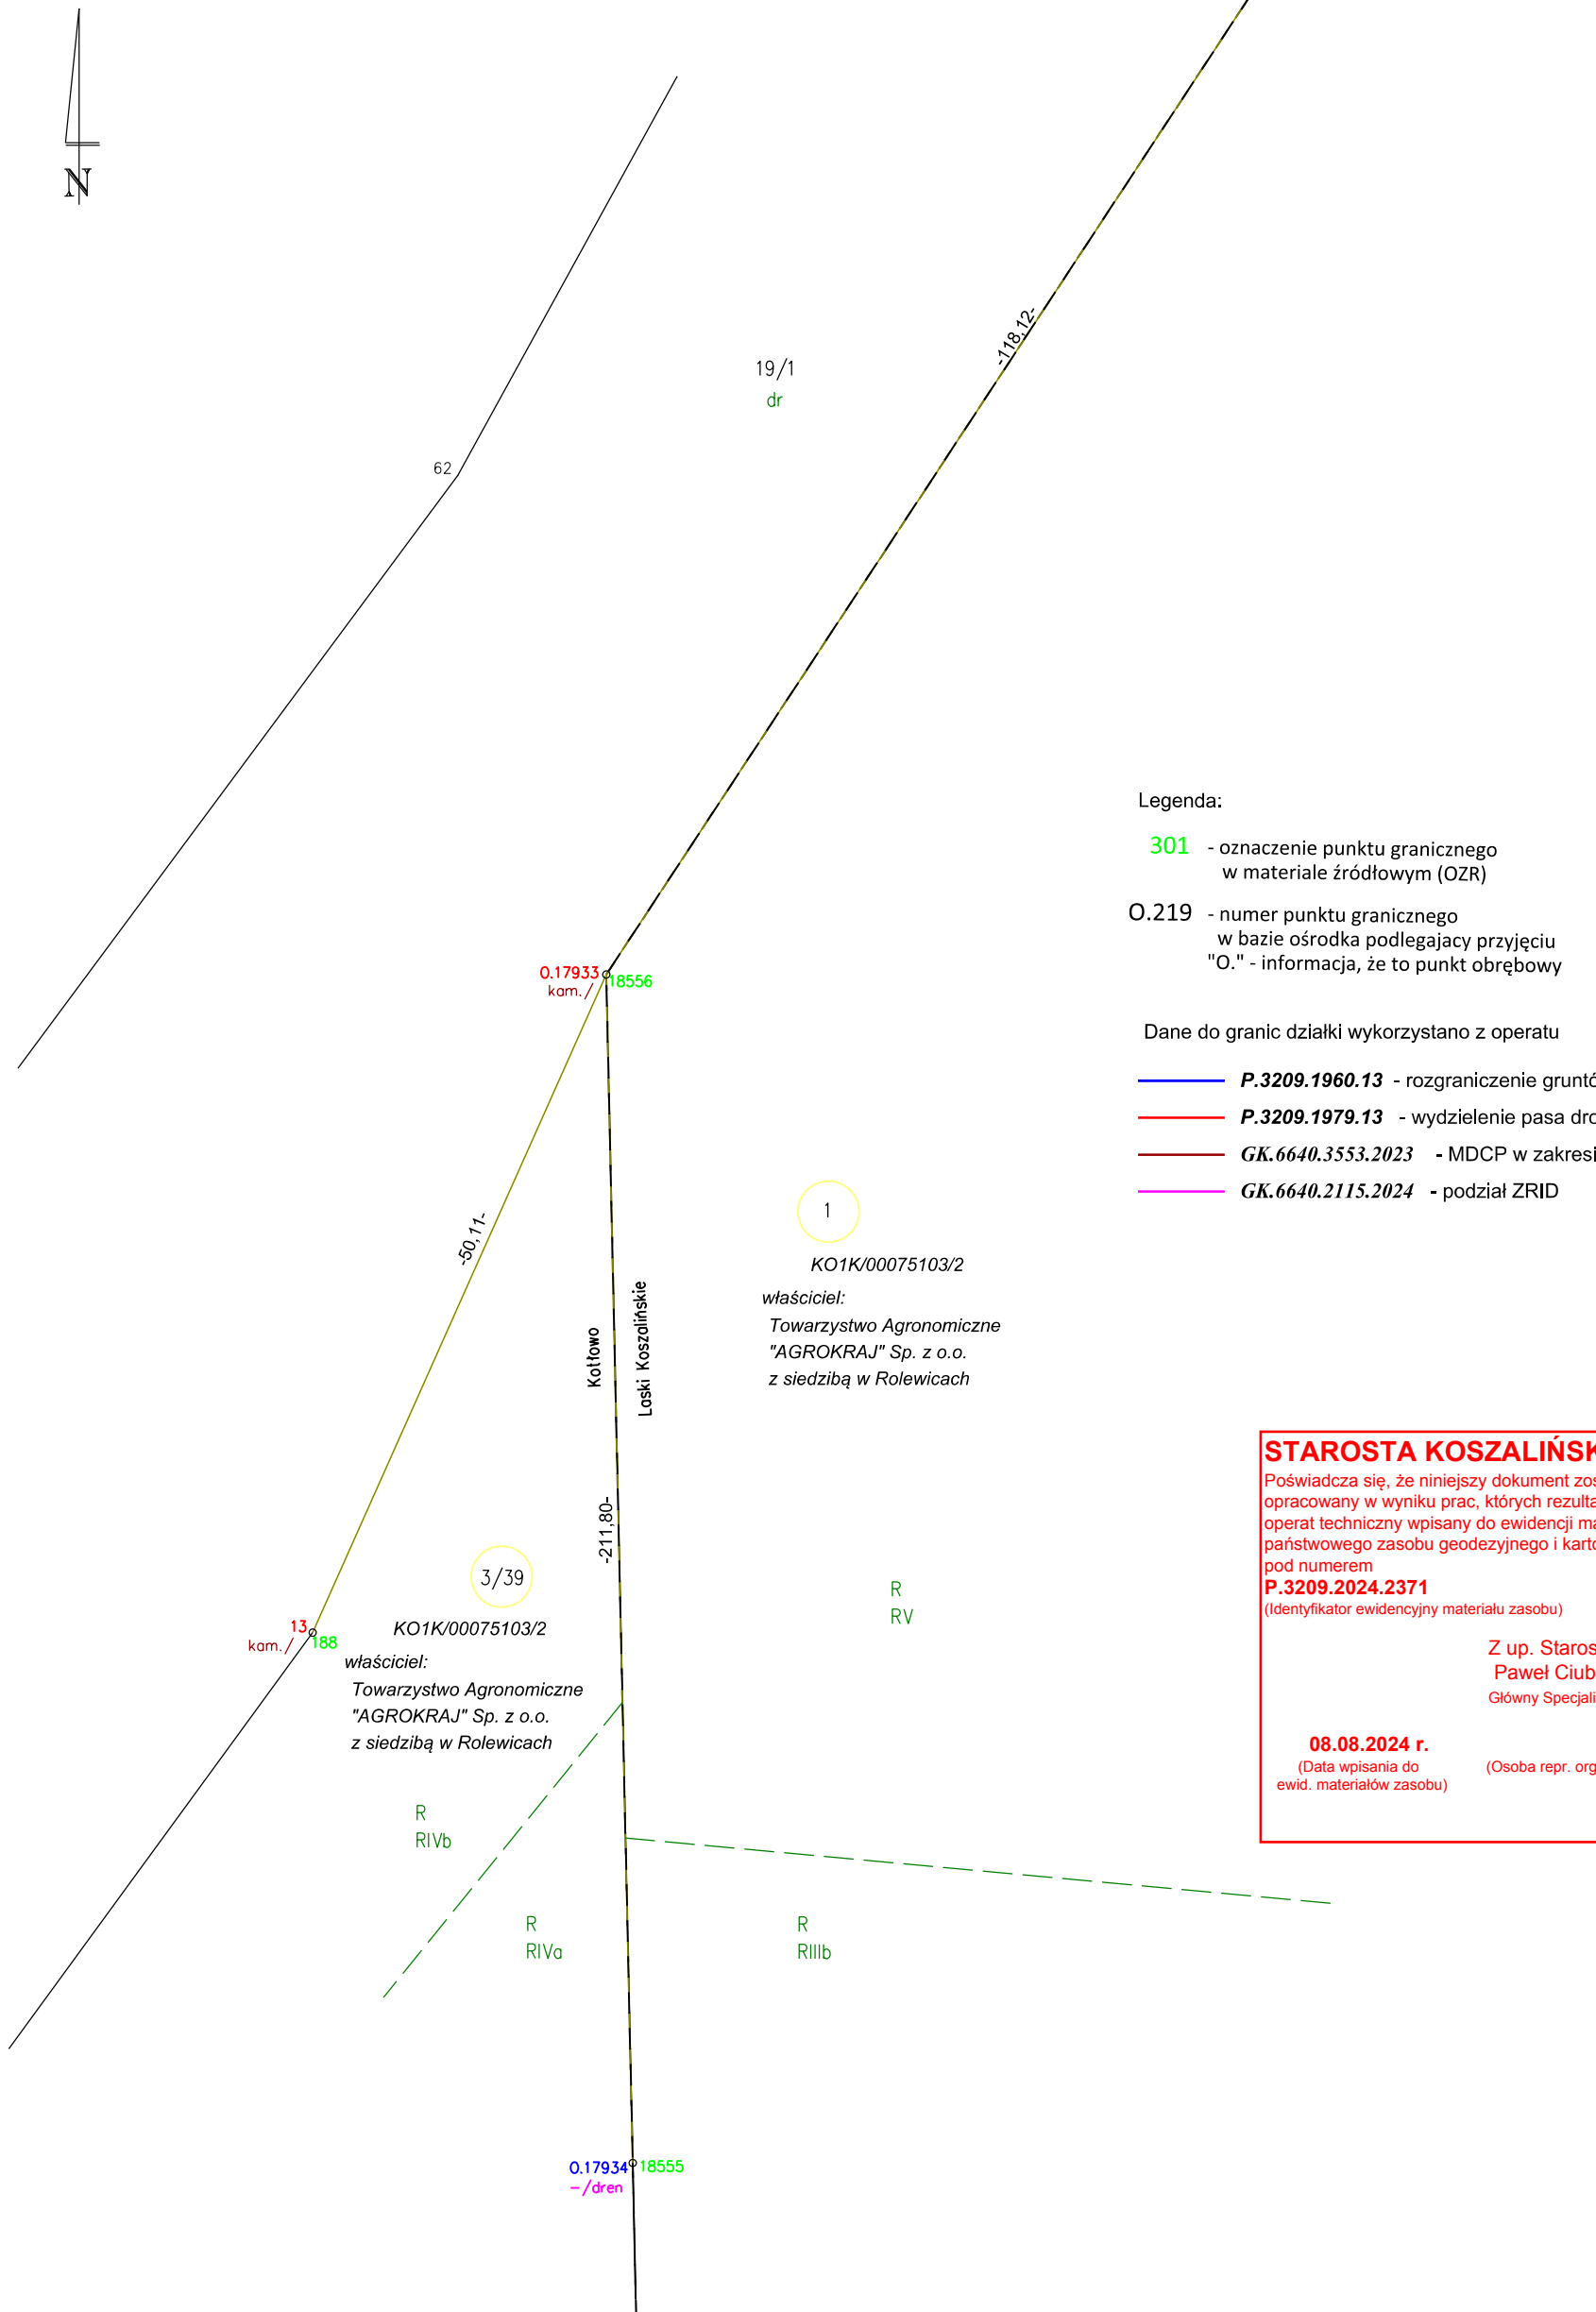 N
-118,12-
19/1
dr
62
Legenda:
301 - oznaczenie punktu granicznego
w materiale źródłowym (OZR)
O.219 - numer punktu granicznego
w bazie ośrodka podlegajacy przyjęciu
"O." - informacja, że to punkt obrębowy
O.17933
18556
kam./
Dane do granic działki wykorzystano z operatu
P.3209.1960.13 - rozgraniczenie grunt
P.3209.1979.13 - wydzielenie pasa
GK.6640.3553.2023 - MDCP w zakresi
GK.6640.2115.2024 - podział ZRID
-50,11-
1
KO1K/00075103/2
właściciel:
Towarzystwo Agronomiczne
"AGROKRAJ" Sp. z o.o.
z siedzibą w Rolewicach
Kotłowo
Laski Koszalińskie
-211,80-
STAROSTA KOSZALIŃSK
Poświadcza się, że niniejszy dokument zos
opracowany w wyniku prac, których rezulta
operat techniczny wpisany do ewidencji ma
państwowego zasobu geodezyjnego i karto
pod numerem
P.3209.2024.2371
(Identyfikator ewidencyjny materiału zasobu)
Z up. Staros
Paweł Ciub
Główny Specjali
08.08.2024 r.
(Data wpisania do
ewid. materiałów zasobu)
(Osoba repr. org
3/39
KO1K/00075103/2
właściciel:
Towarzystwo Agronomiczne
"AGROKRAJ" Sp. z o.o.
z siedzibą w Rolewicach
R
RV
13
188
kam./
R
RIVb
R
RIVa
R
RIIIb
O.17934
18555
-/dren